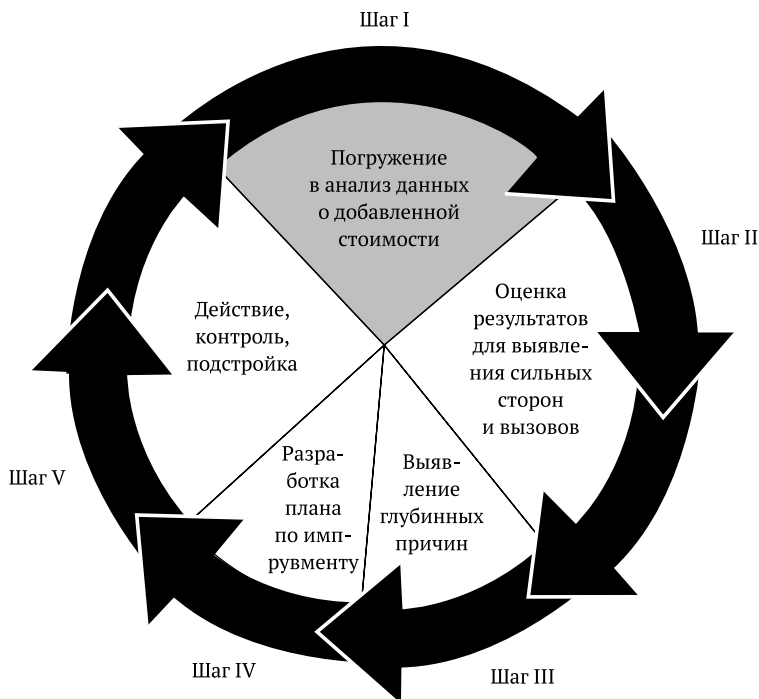 Шаг I
Погружение
в анализ данных
о добавленной
стоимости
Шаг II
Оценка
результатов
для выявле-
ния сильных
сторон
и вызовов
Шаг III
Выяв-
ление
глубинных
причин
Шаг IV
Разра-
ботка
плана
по имп-
рувменту
Шаг V
Действие,
контроль,
подстройка